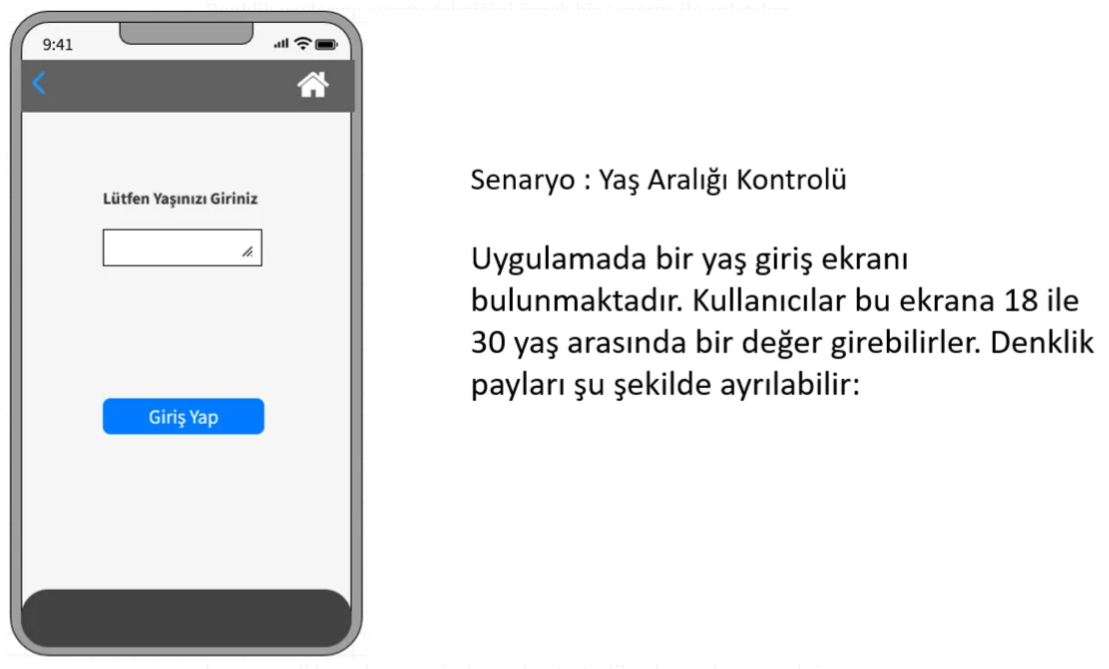 9:41
Lütfen Yaşınızı Giriniz
Giriş Yap
Senaryo : Yaş Aralığı Kontrolü
Uygulamada bir yaş giriş ekranı
bulunmaktadır. Kullanıcılar bu ekrana 18 ile
30 yaş arasında bir değer girebilirler. Denklik
payları şu şekilde ayrılabilir: